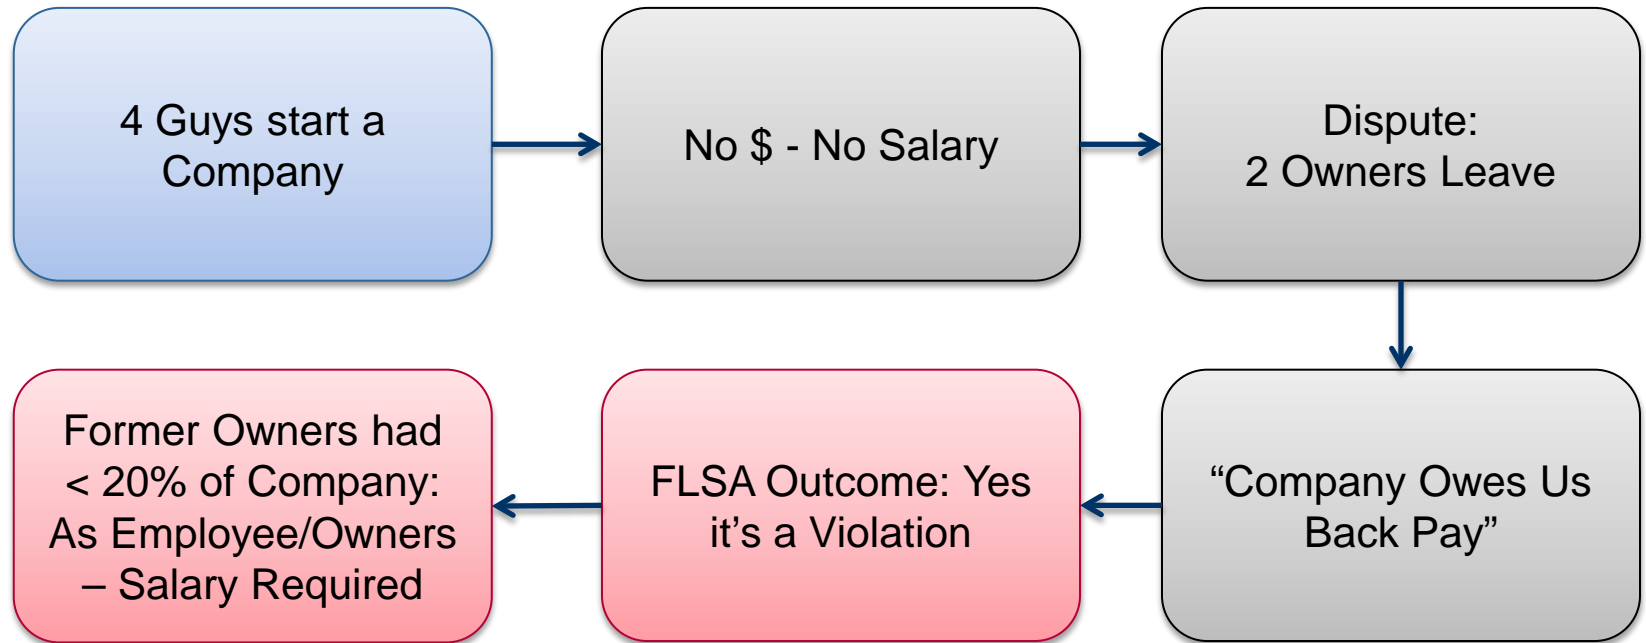 4 Guys start a
Company
No $ - No Salary
Dispute:
2 Owners Leave
“Company Owes Us
Back Pay”
FLSA Outcome: Yes
it’s a Violation
Former Owners had
< 20% of Company:
As Employee/Owners
– Salary Required